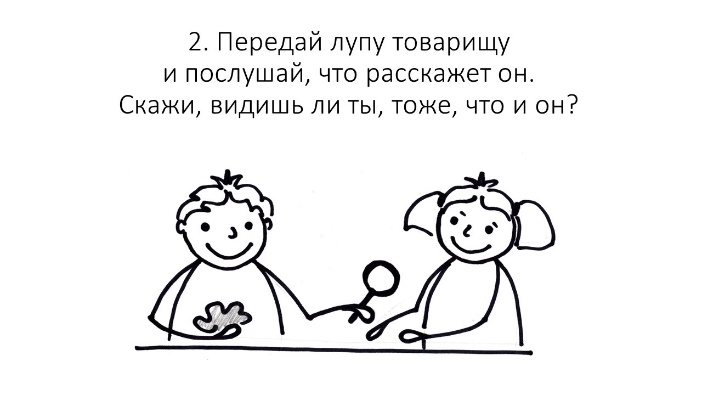 2. Передай лупу товарищу
и послушай, что расскажет он.
Скажи, видишь ли ты, тоже, что и он?